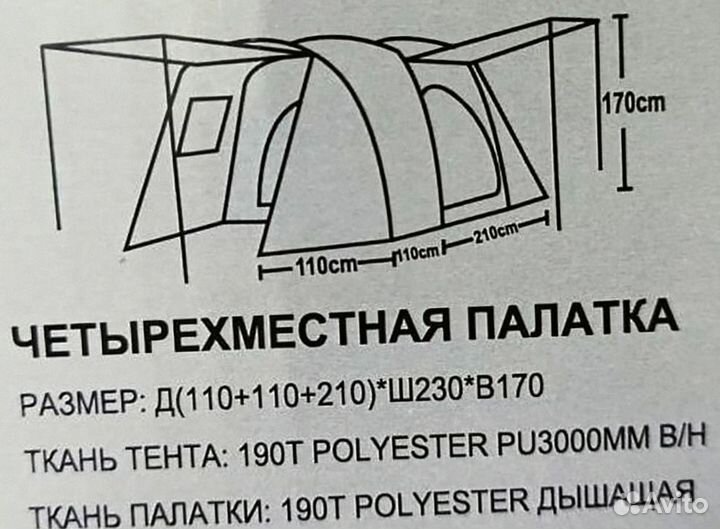 170cm
110cm
110cm
210cm
ЧЕТЫРЕХМЕСТНАЯ ПАЛАТКА
РАЗМЕР: Д(110+110+210)*Ш230*В170
ТКАНЬ ТЕНТА: 190T POLYESTER PU3000MM В/Н
ТКАНЬ ПАЛАТКИ: 190T POLYESTER ДЫШАЩАЯ
Avito